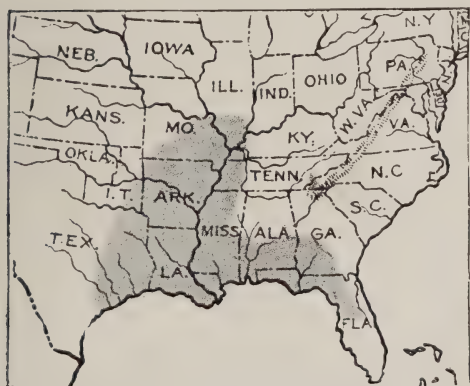 N.Y
NEB.
IOWA
ILL.
IND.
OHIO
PA.
KANS.
MO.
KY.
W.VA.
VA.
OKLA.
I.T.
ARK.
TENN.
N.C
S.C.
TEX.
LA.
MISS.
ALA.
GA.
FLA.